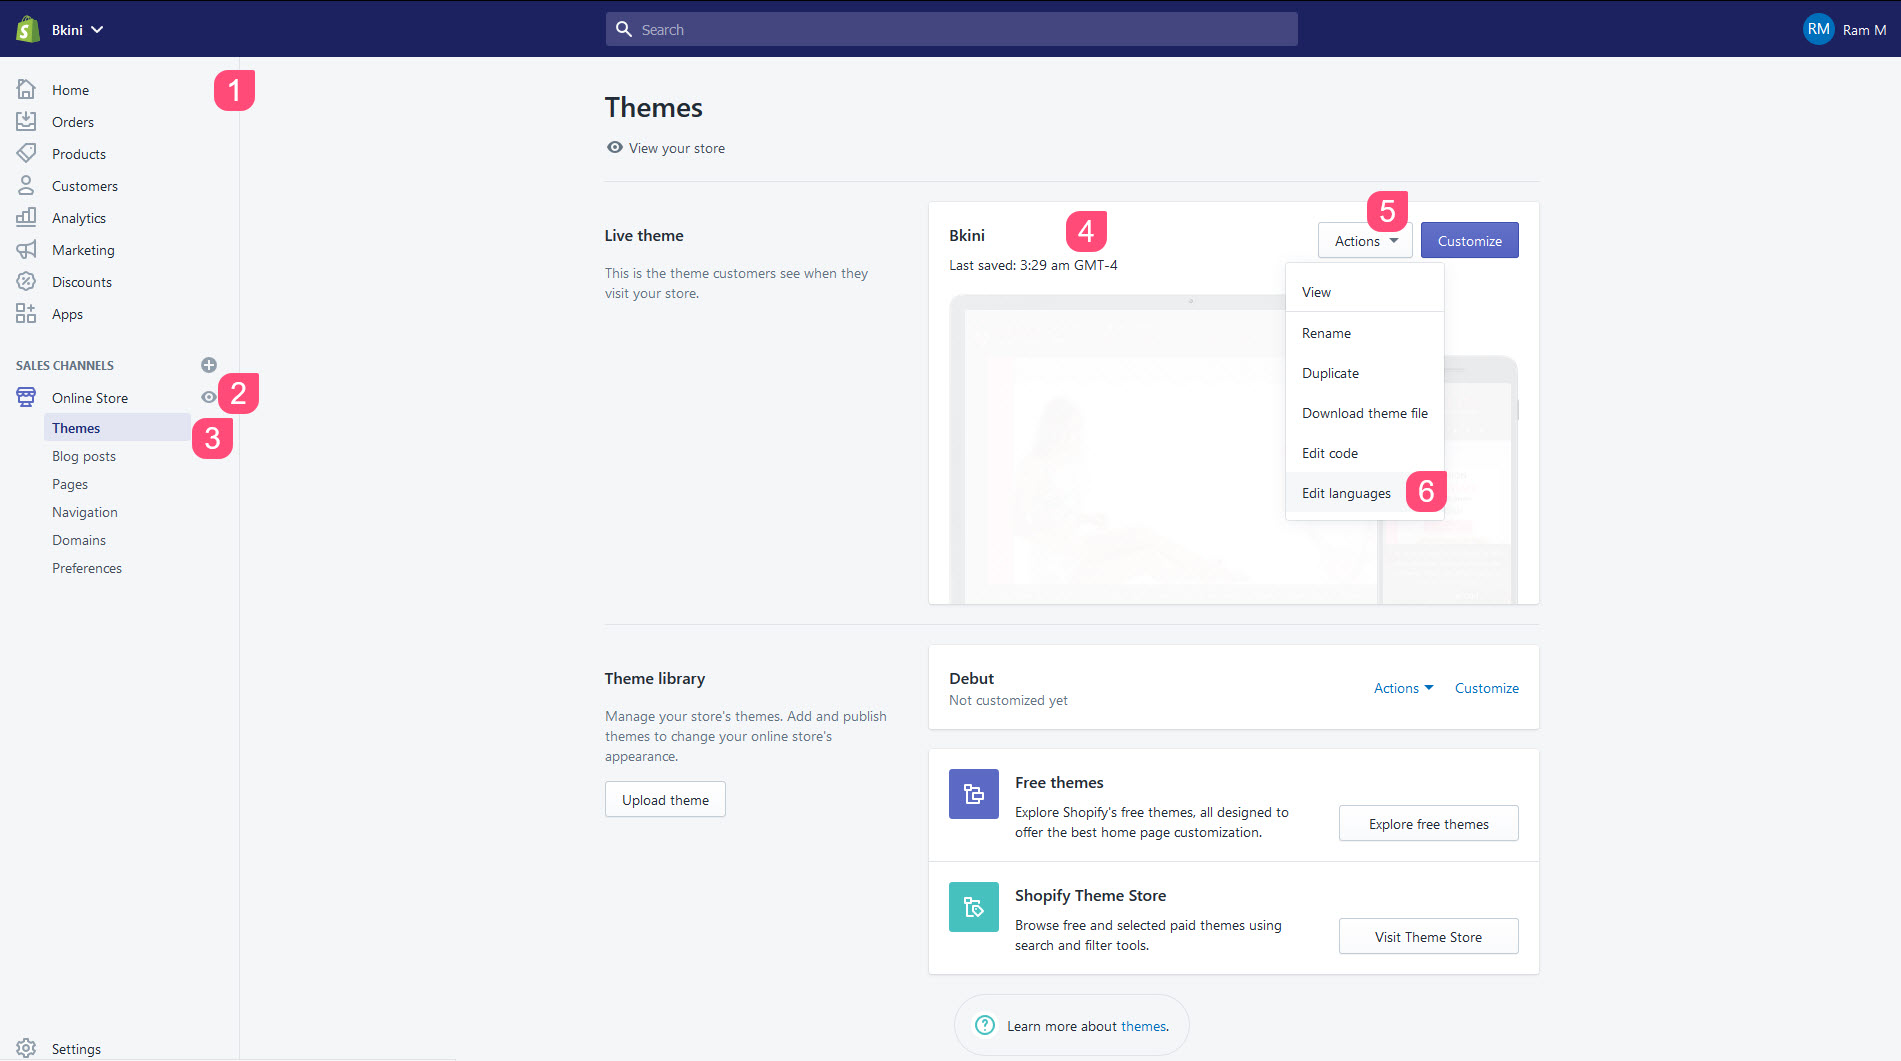 Bkini
Search
RM Ram M
Home
1
Orders
Products
Customers
Analytics
Marketing
Discounts
Apps
SALES CHANNELS
Online Store
2
Themes
3
Blog posts
Pages
Navigation
Domains
Preferences
Settings
Themes
View your store
Live theme
This is the theme customers see when they
visit your store.
Bkini
4
Last saved: 3:29 am GMT-4
5
Actions
Customize
View
Rename
Duplicate
Download theme file
Edit code
Edit languages
6
Theme library
Manage your store's themes. Add and publish
themes to change your online store's
appearance.
Upload theme
Debut
Not customized yet
Actions
Customize
Free themes
Explore Shopify's free themes, all designed to
offer the best home page customization.
Explore free themes
Shopify Theme Store
Browse free and selected paid themes using
search and filter tools.
Visit Theme Store
Learn more about themes.